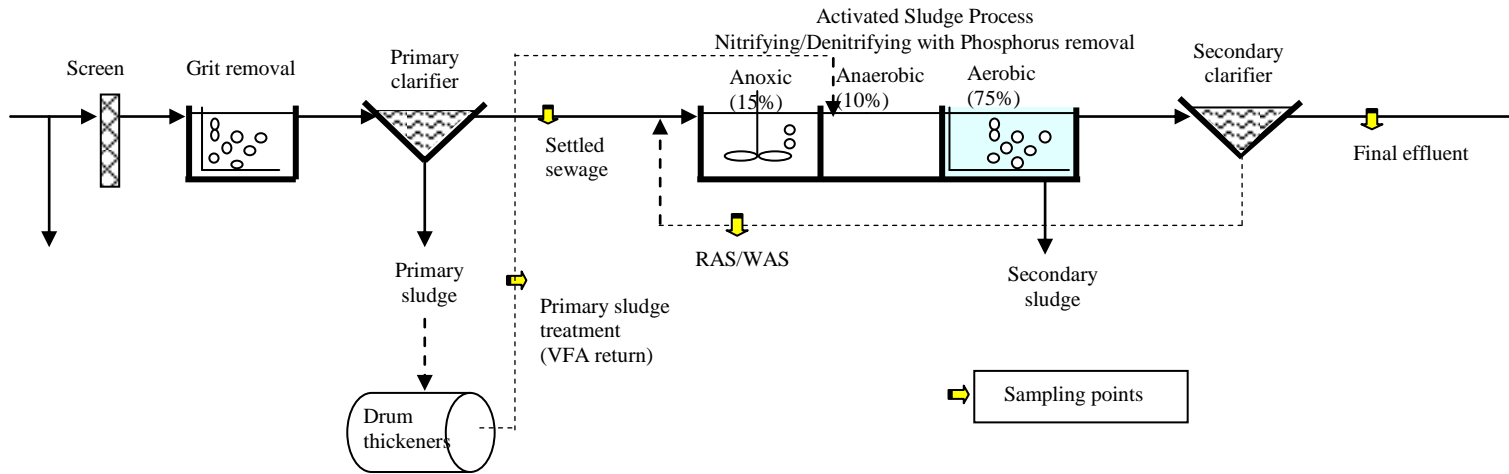 Activated Sludge Process
Nitrifying/Denitrifying with Phosphorus removal
Screen
Grit removal
Primary
clarifier
Anoxic
(15%)
Anaerobic
(10%)
Aerobic
(75%)
Secondary
clarifier
Settled
sewage
Final effluent
RAS/WAS
Primary
sludge
Secondary
sludge
Primary sludge
treatment
(VFA return)
Drum
thickeners
Sampling points